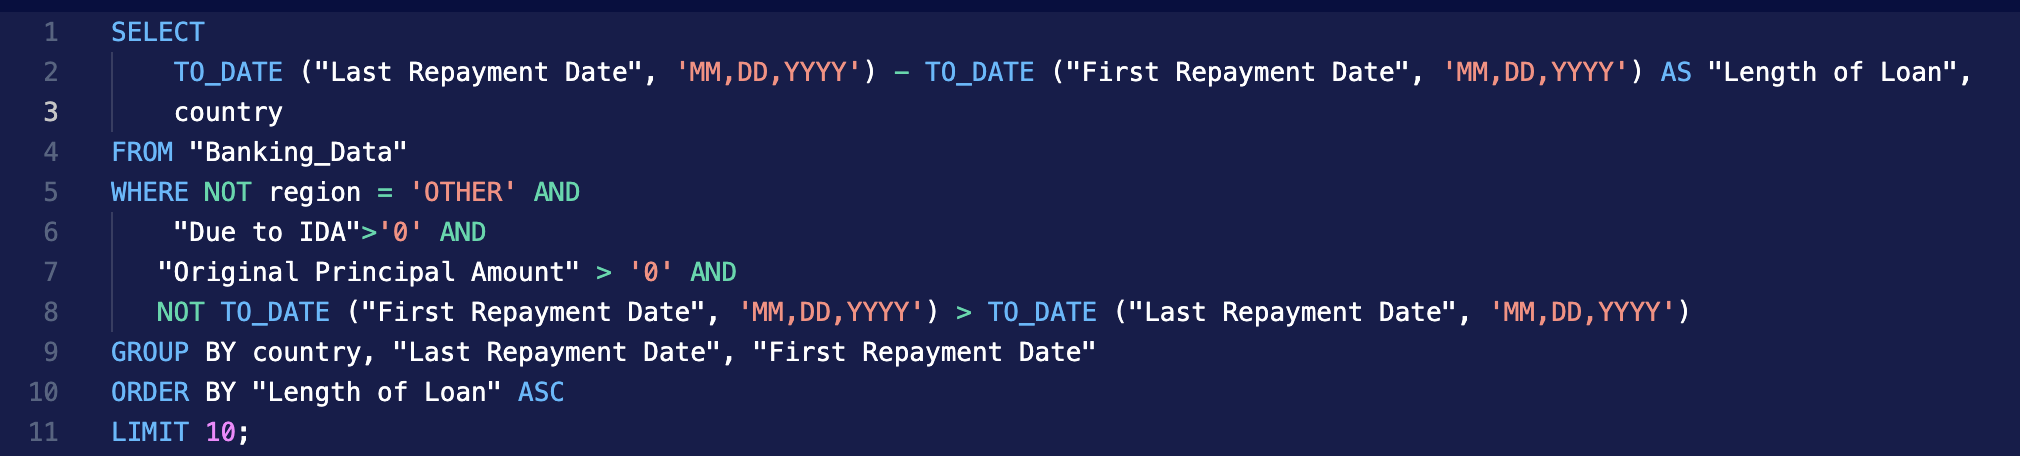 1 SELECT
2 TO_DATE ("Last Repayment Date", 'MM,DD,YYYY') - TO_DATE ("First Repayment Date", 'MM,DD,YYYY') AS "Length of Loan",
3 country
4 FROM "Banking_Data"
5 WHERE NOT region = 'OTHER' AND
6 "Due to IDA">'0' AND
7 "Original Principal Amount" > '0' AND
8 NOT TO_DATE ("First Repayment Date", 'MM,DD,YYYY') > TO_DATE ("Last Repayment Date", 'MM,DD,YYYY')
9 GROUP BY country, "Last Repayment Date", "First Repayment Date"
10 ORDER BY "Length of Loan" ASC
11 LIMIT 10;